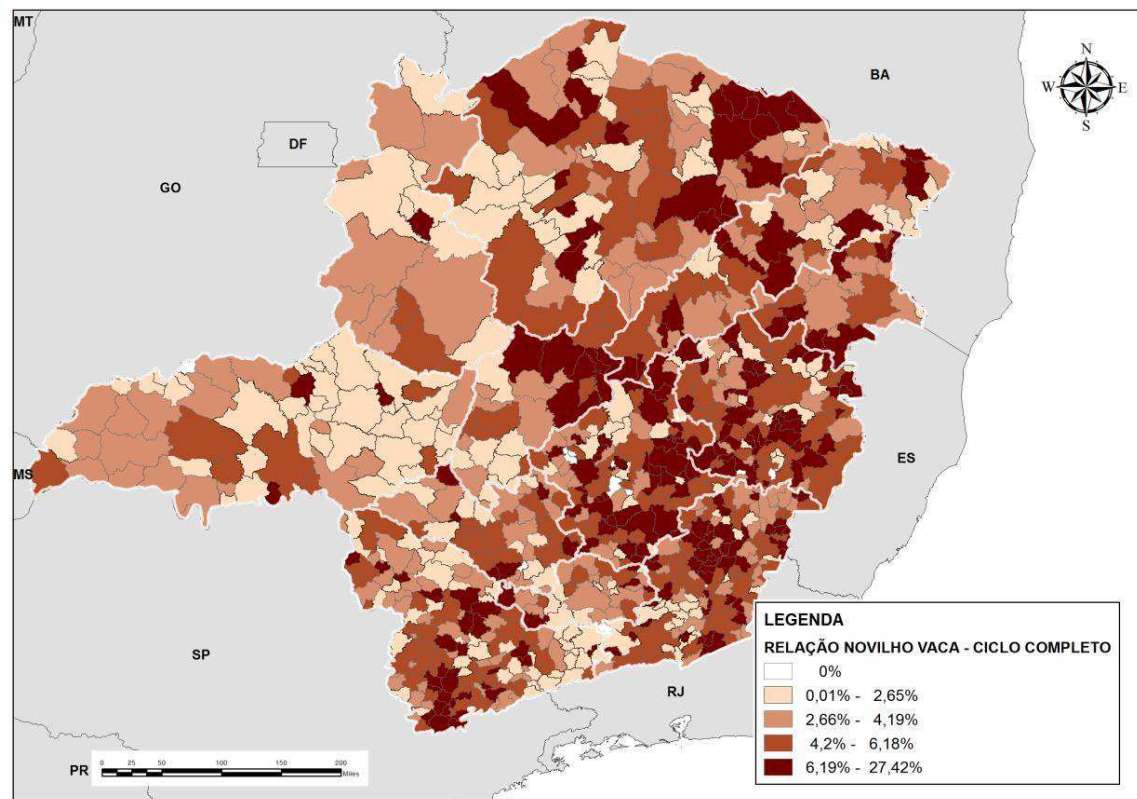 MT
BA
N
W E
S
DF
GO
MS
ES
SP
RJ
PR
0 25 50 100 150 200
Miles
LEGENDA
RELAÇÃO NOVILHO VACA - CICLO COMPLETO
0%
0,01% - 2,65%
2,66% - 4,19%
4,2% - 6,18%
6,19% - 27,42%